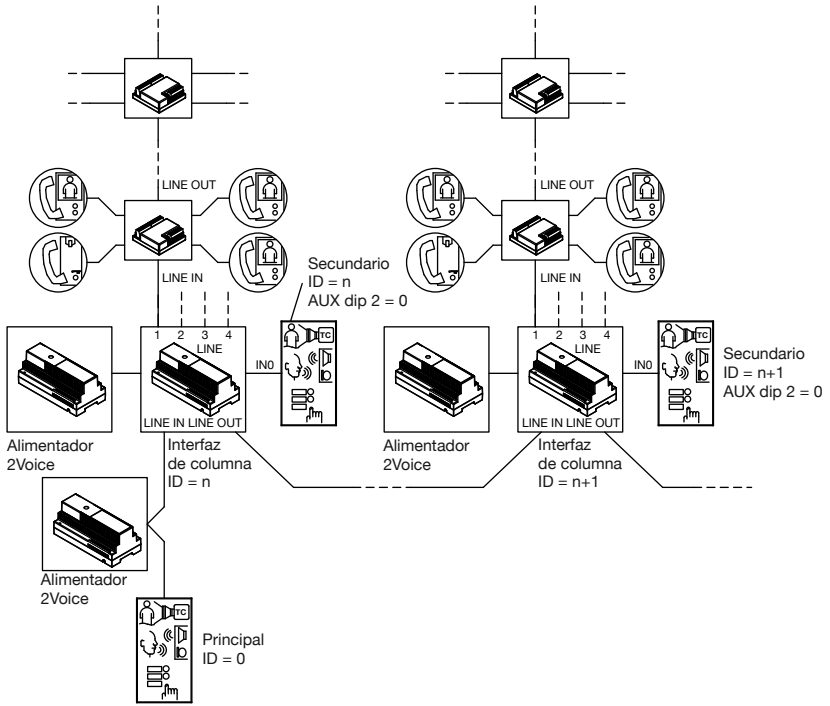 LINE OUT
LINE OUT
LINE IN
LINE IN
Secundario
ID = n
AUX dip 2 = 0
1 2 3 4
LINE
IN0
TC
LINE IN LINE OUT
1 2 3 4
LINE
IN0
TC
LINE IN LINE OUT
Secundario
ID = n+1
AUX dip 2 = 0
Alimentador
2Voice
Interfaz
de columna
ID = n
Alimentador
2Voice
Interfaz
de columna
ID = n+1
Alimentador
2Voice
TC
Principal
ID = 0